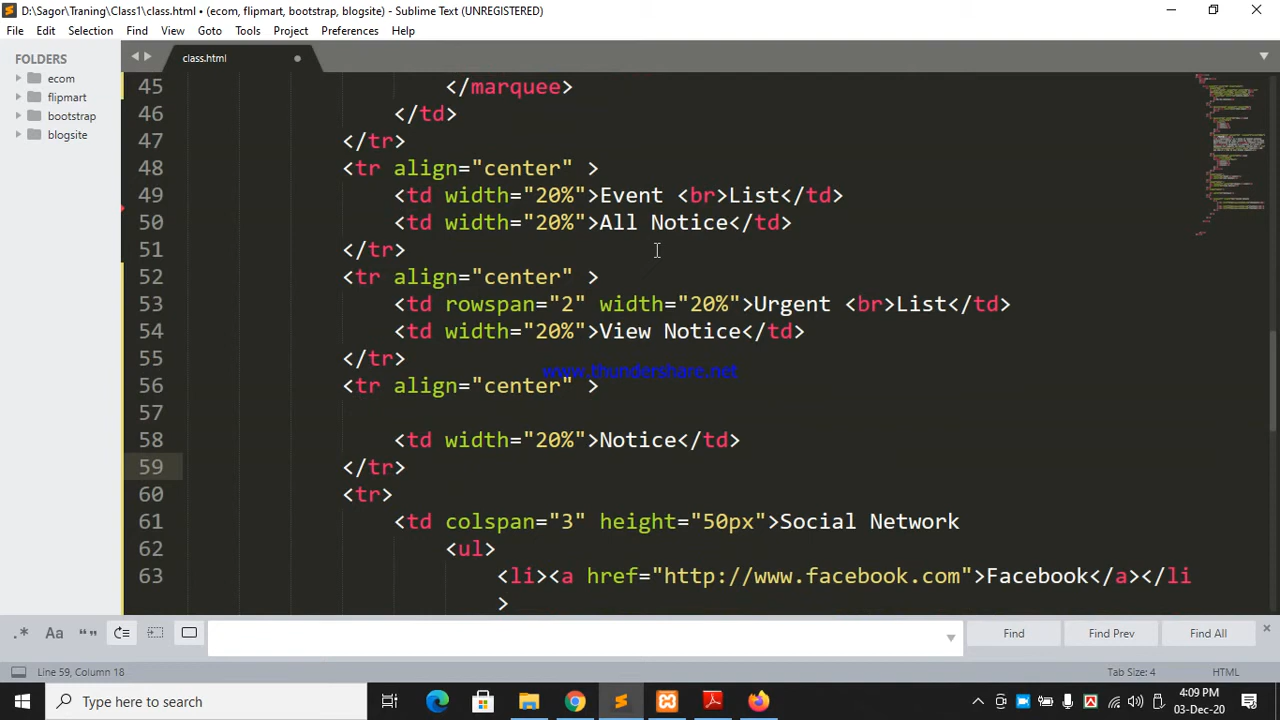 D:\Sagor\Traning\Class1\class.html • (ecom, flipmart, bootstrap, blogsite) - Sublime Text (UNREGISTERED)
File Edit Selection Find View Goto Tools Project Preferences Help
FOLDERS
ecom
flipmart
bootstrap
blogsite
class.html
45 </marquee>
46 </td>
47 </tr>
48 <tr align="center" >
49 <td width="20%">Event <br>List</td>
50 <td width="20%">All Notice</td>
51 </tr>
52 <tr align="center" >
53 <td rowspan="2" width="20%">Urgent <br>List</td>
54 <td width="20%">View Notice</td>
55 </tr>
www.thundershare.net
56 <tr align="center" >
57
58 <td width="20%">Notice</td>
59 </tr>
60 <tr>
61 <td colspan="3" height="50px">Social Network
62 <ul>
63 <li><a href="http://www.facebook.com">Facebook</a></li
>
.* Aa “” Find Find Prev Find All
Line 59, Column 18 Tab Size: 4 HTML
Type here to search
4:09 PM
03-Dec-20